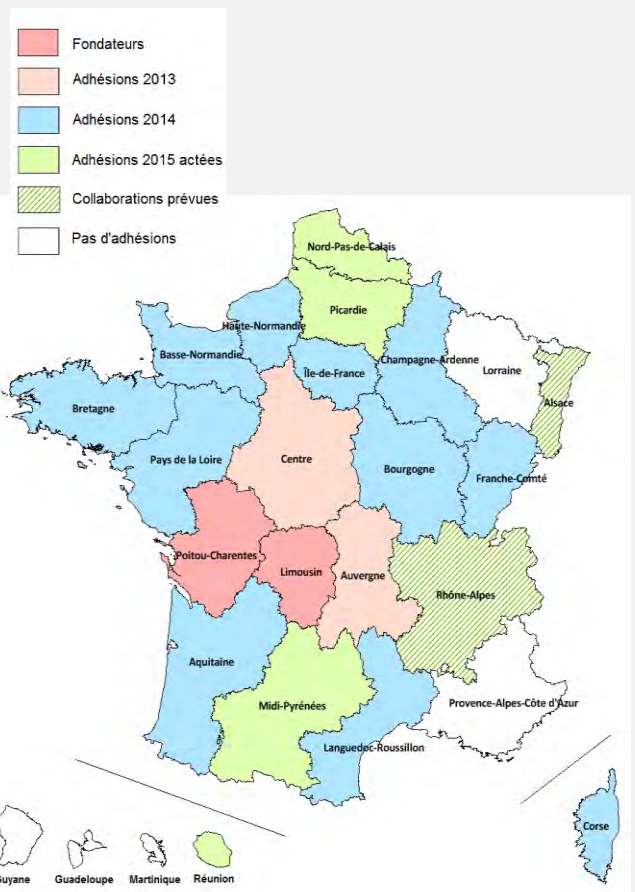 Fondateurs
Adhésions 2013
Adhésions 2014
Adhésions 2015 actées
Collaborations prévues
Pas d'adhésions
Nord-Pas-de-Calais
Picardie
Haute-Normandie
Basse-Normandie
Champagne-Ardenne
Île-de-France
Lorraine
Alsace
Bretagne
Pays de la Loire
Centre
Bourgogne
Franche-Comté
Poitou-Charentes
Limousin
Auvergne
Rhône-Alpes
Aquitaine
Midi-Pyrénées
Provence-Alpes-Côte d'Azur
Languedoc-Roussillon
Corse
Guyane
Guadeloupe
Martinique
Réunion